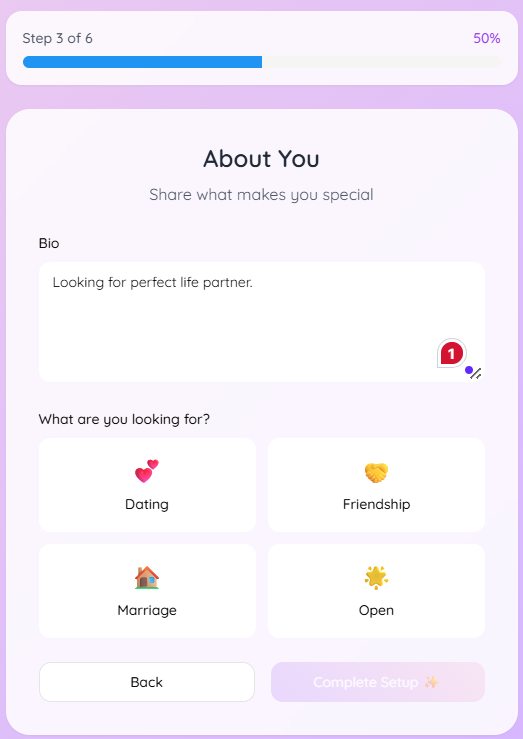 Step 3 of 6 50%
About You
Share what makes you special
Bio
Looking for perfect life partner.
1
What are you looking for?
Dating Friendship
Marriage Open
Back Complete Setup ✨